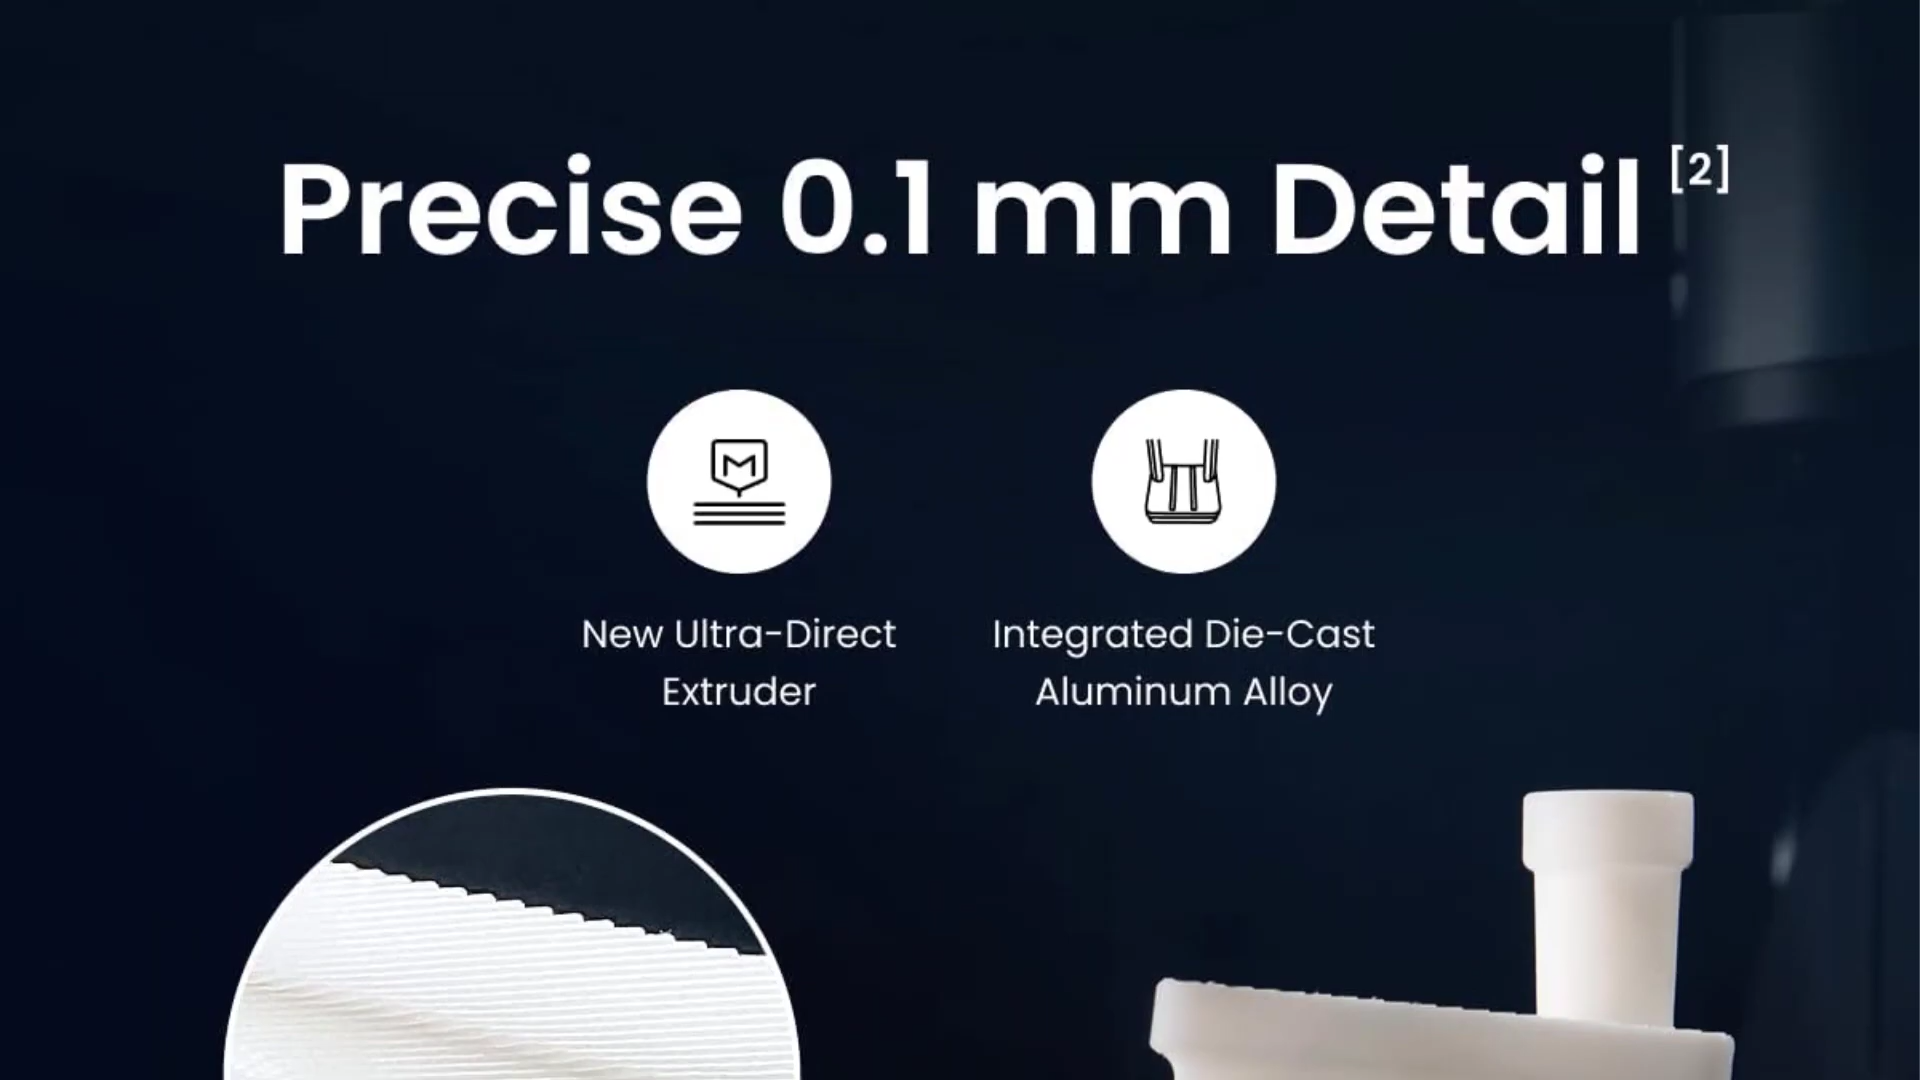 Precise 0.1 mm Detail [2]
M
New Ultra-Direct
Extruder
Integrated Die-Cast
Aluminum Alloy